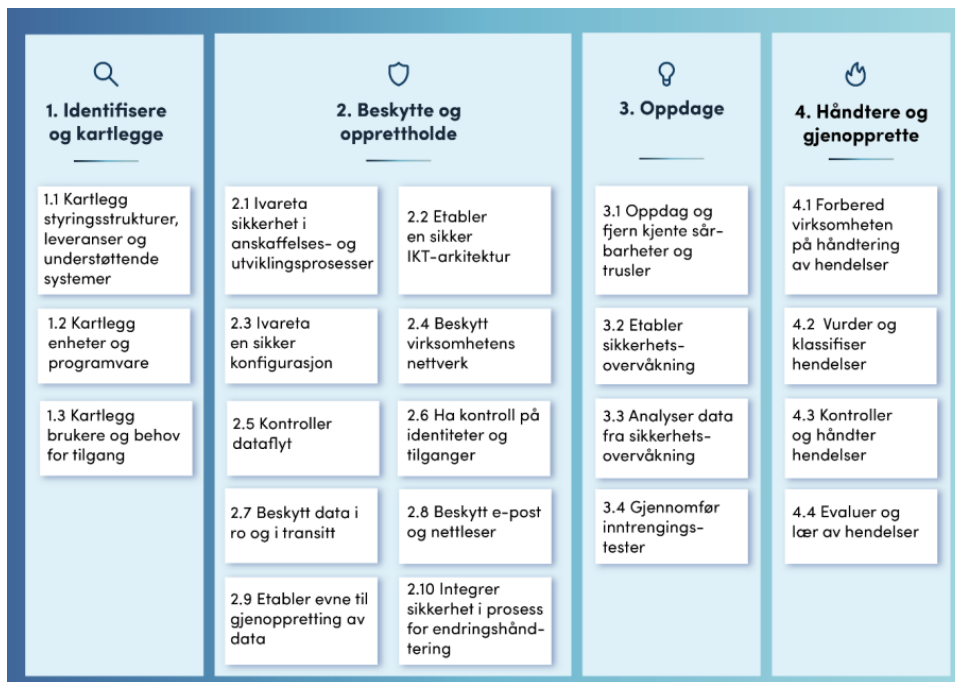 1. Identifisere
og kartlegge
1.1 Kartlegg
styringsstrukturer,
leveranser og
understøttende
systemer
1.2 Kartlegg
enheter og
programvare
1.3 Kartlegg
brukere og behov
for tilgang
2. Beskytte og
opprettholde
2.1 Ivareta
sikkerhet i
anskaffelses- og
utviklingsprosesser
2.2 Etabler
en sikker
IKT-arkitektur
2.3 Ivareta
en sikker
konfigurasjon
2.4 Beskytt
virksomhetens
nettverk
2.5 Kontroller
dataflyt
2.6 Ha kontroll på
identiteter og
tilganger
2.7 Beskytt data i
ro og i transitt
2.8 Beskytt e-post
og nettleser
2.9 Etabler evne til
gjenoppretting av
data
2.10 Integrer
sikkerhet i prosess
for endringshånd-
tering
3. Oppdage
3.1 Oppdag og
fjern kjente sår-
barheter og
trusler
3.2 Etabler
sikkerhets-
overvåkning
3.3 Analyser data
fra sikkerhets-
overvåkning
3.4 Gjennomfør
inntrengings-
tester
4. Håndtere og
gjenopprette
4.1 Forbered
virksomheten
på håndtering
av hendelser
4.2 Vurder og
klassifiser
hendelser
4.3 Kontroller
og håndter
hendelser
4.4 Evaluer og
lær av hendelser